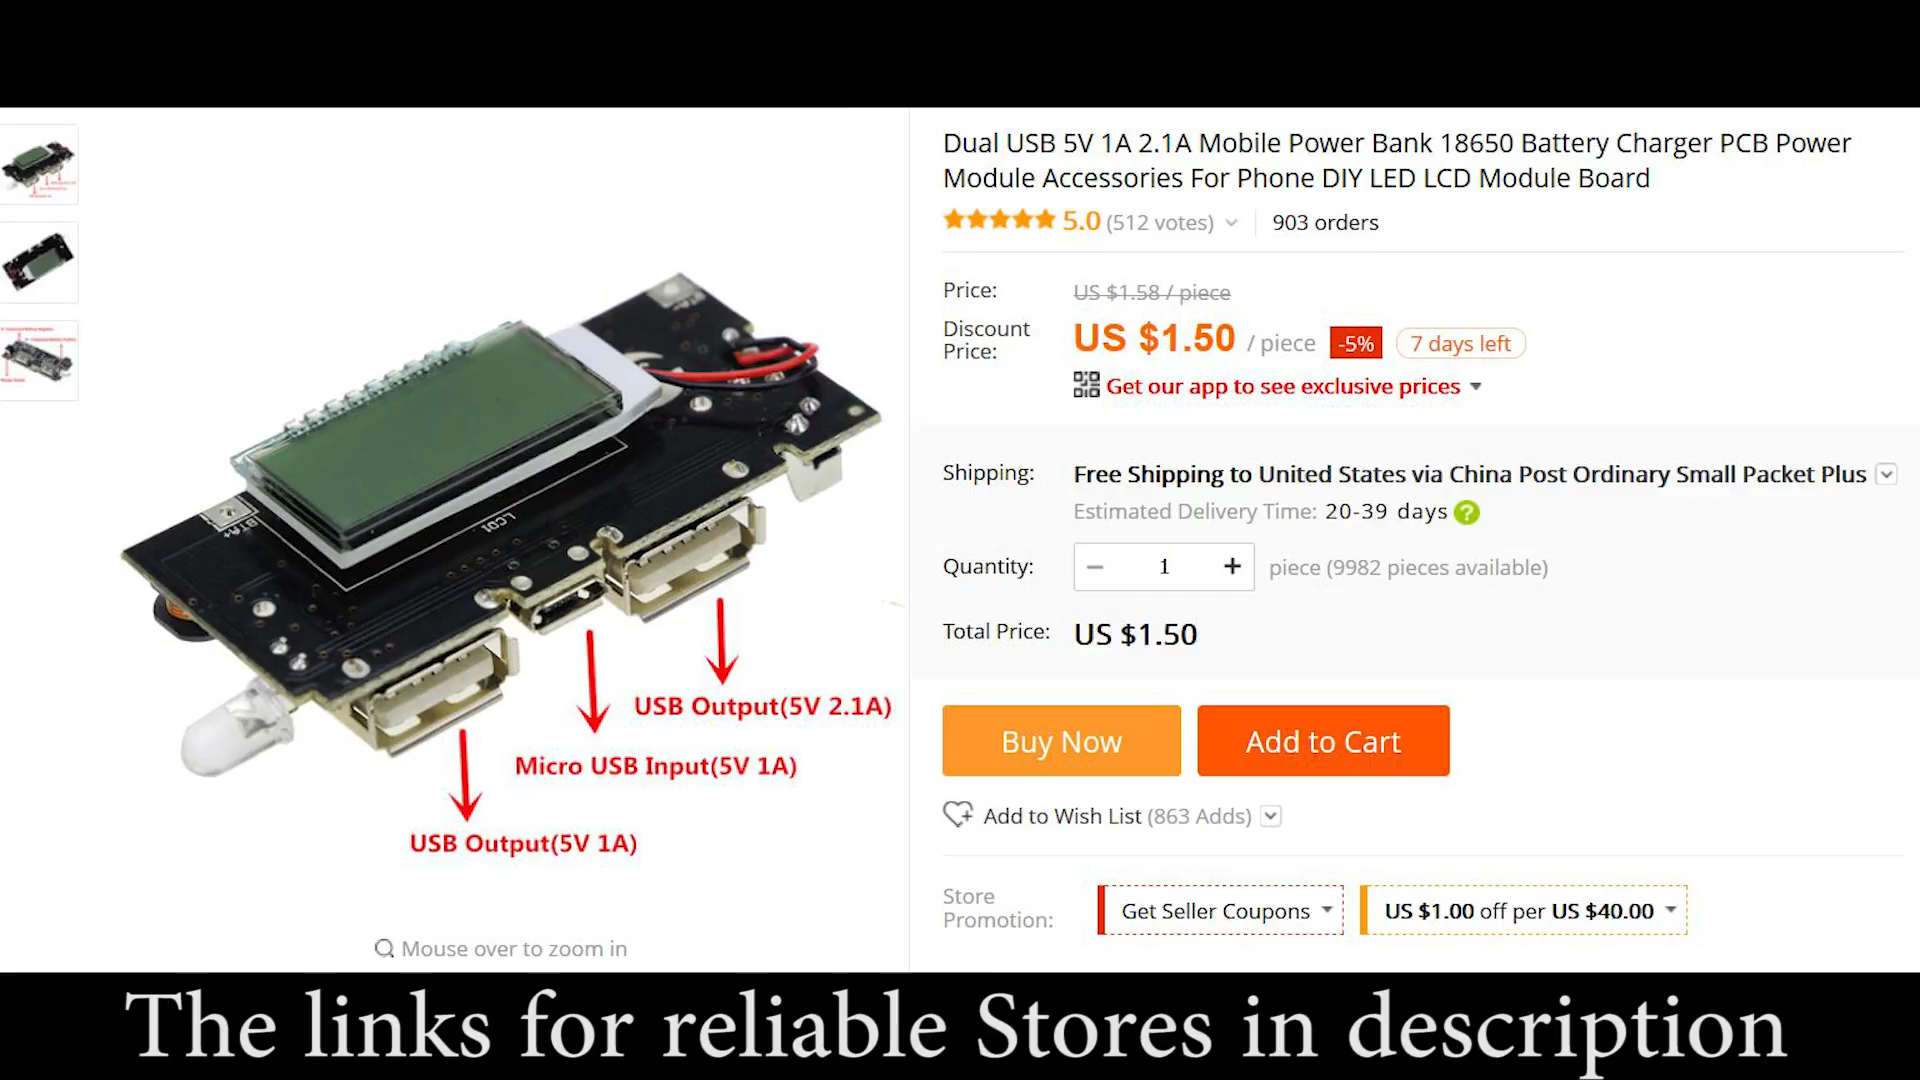 Dual USB 5V 1A 2.1A Mobile Power Bank 18650 Battery Charger PCB Power
Module Accessories For Phone DIY LED LCD Module Board
5.0 (512 votes) 903 orders
Price: US $1.58 / piece
Discount Price: US $1.50 / piece -5% 7 days left
Get our app to see exclusive prices
Shipping: Free Shipping to United States via China Post Ordinary Small Packet Plus
Estimated Delivery Time: 20-39 days ?
Quantity: − 1 + piece (9982 pieces available)
Total Price: US $1.50
Buy Now Add to Cart
Add to Wish List (863 Adds)
Store Promotion: Get Seller Coupons US $1.00 off per US $40.00
BTA+
LCD1
USB Output(5V 2.1A)
Micro USB Input(5V 1A)
USB Output(5V 1A)
Mouse over to zoom in
The links for reliable Stores in description